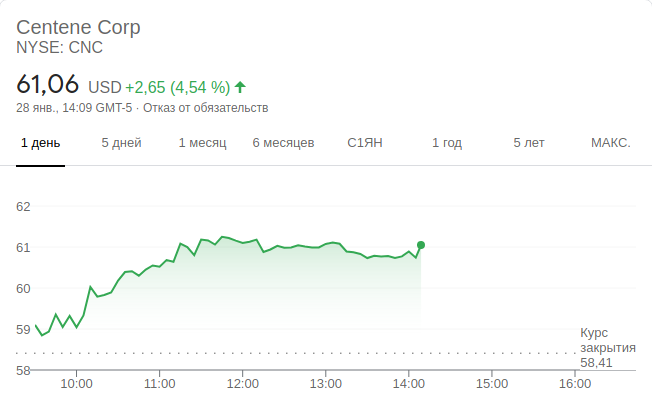 Centene Corp
NYSE: CNC
61,06 USD +2,65 (4,54 %)
28 янв., 14:09 GMT-5 · Отказ от обязательств
1 день 5 дней 1 месяц 6 месяцев С1ЯН 1 год 5 лет МАКС.
62
61
60
59
58
Курс
закрытия
58,41
10:00 11:00 12:00 13:00 14:00 15:00 16:00